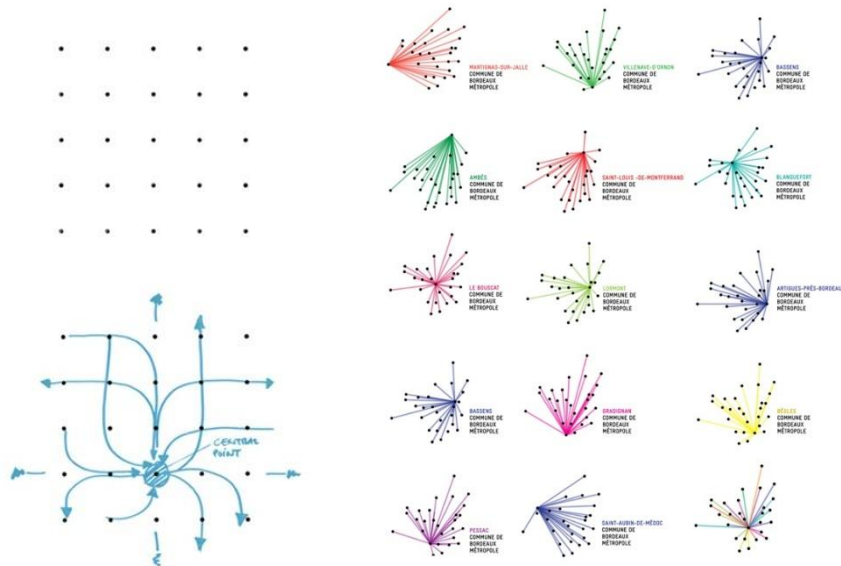 CENTRAL
POINT
MARTIGNAS-SUR-JALLE
COMMUNE DE
BORDEAUX
MÉTROPOLE
VILLENAVE-D'ORNON
COMMUNE DE
BORDEAUX
MÉTROPOLE
BASSENS
COMMUNE DE
BORDEAUX
MÉTROPOLE
AMBÈS
COMMUNE DE
BORDEAUX
MÉTROPOLE
SAINT-LOUVE -DE-MONTFERRAND
COMMUNE DE
BORDEAUX
MÉTROPOLE
BLANQUEFORT
COMMUNE DE
BORDEAUX
MÉTROPOLE
LE BOUSCAT
COMMUNE DE
BORDEAUX
MÉTROPOLE
LORMONT
COMMUNE DE
BORDEAUX
MÉTROPOLE
ARTIGUES-PRÈS-BORDEAU
COMMUNE DE
BORDEAUX
MÉTROPOLE
BASSENS
COMMUNE DE
BORDEAUX
MÉTROPOLE
GRADIGNAN
COMMUNE DE
BORDEAUX
MÉTROPOLE
BÈGLES
COMMUNE DE
BORDEAUX
MÉTROPOLE
PESSAC
COMMUNE DE
BORDEAUX
MÉTROPOLE
SAINT-AUBIN-DE-MÉDOC
COMMUNE DE
BORDEAUX
MÉTROPOLE